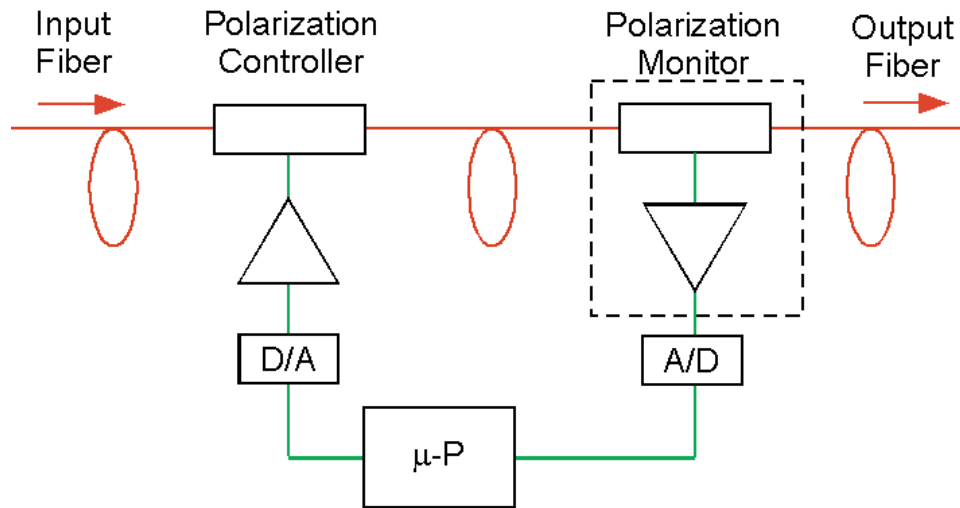 Input
Fiber
Polarization
Controller
Polarization
Monitor
Output
Fiber
D/A
A/D
μ-P